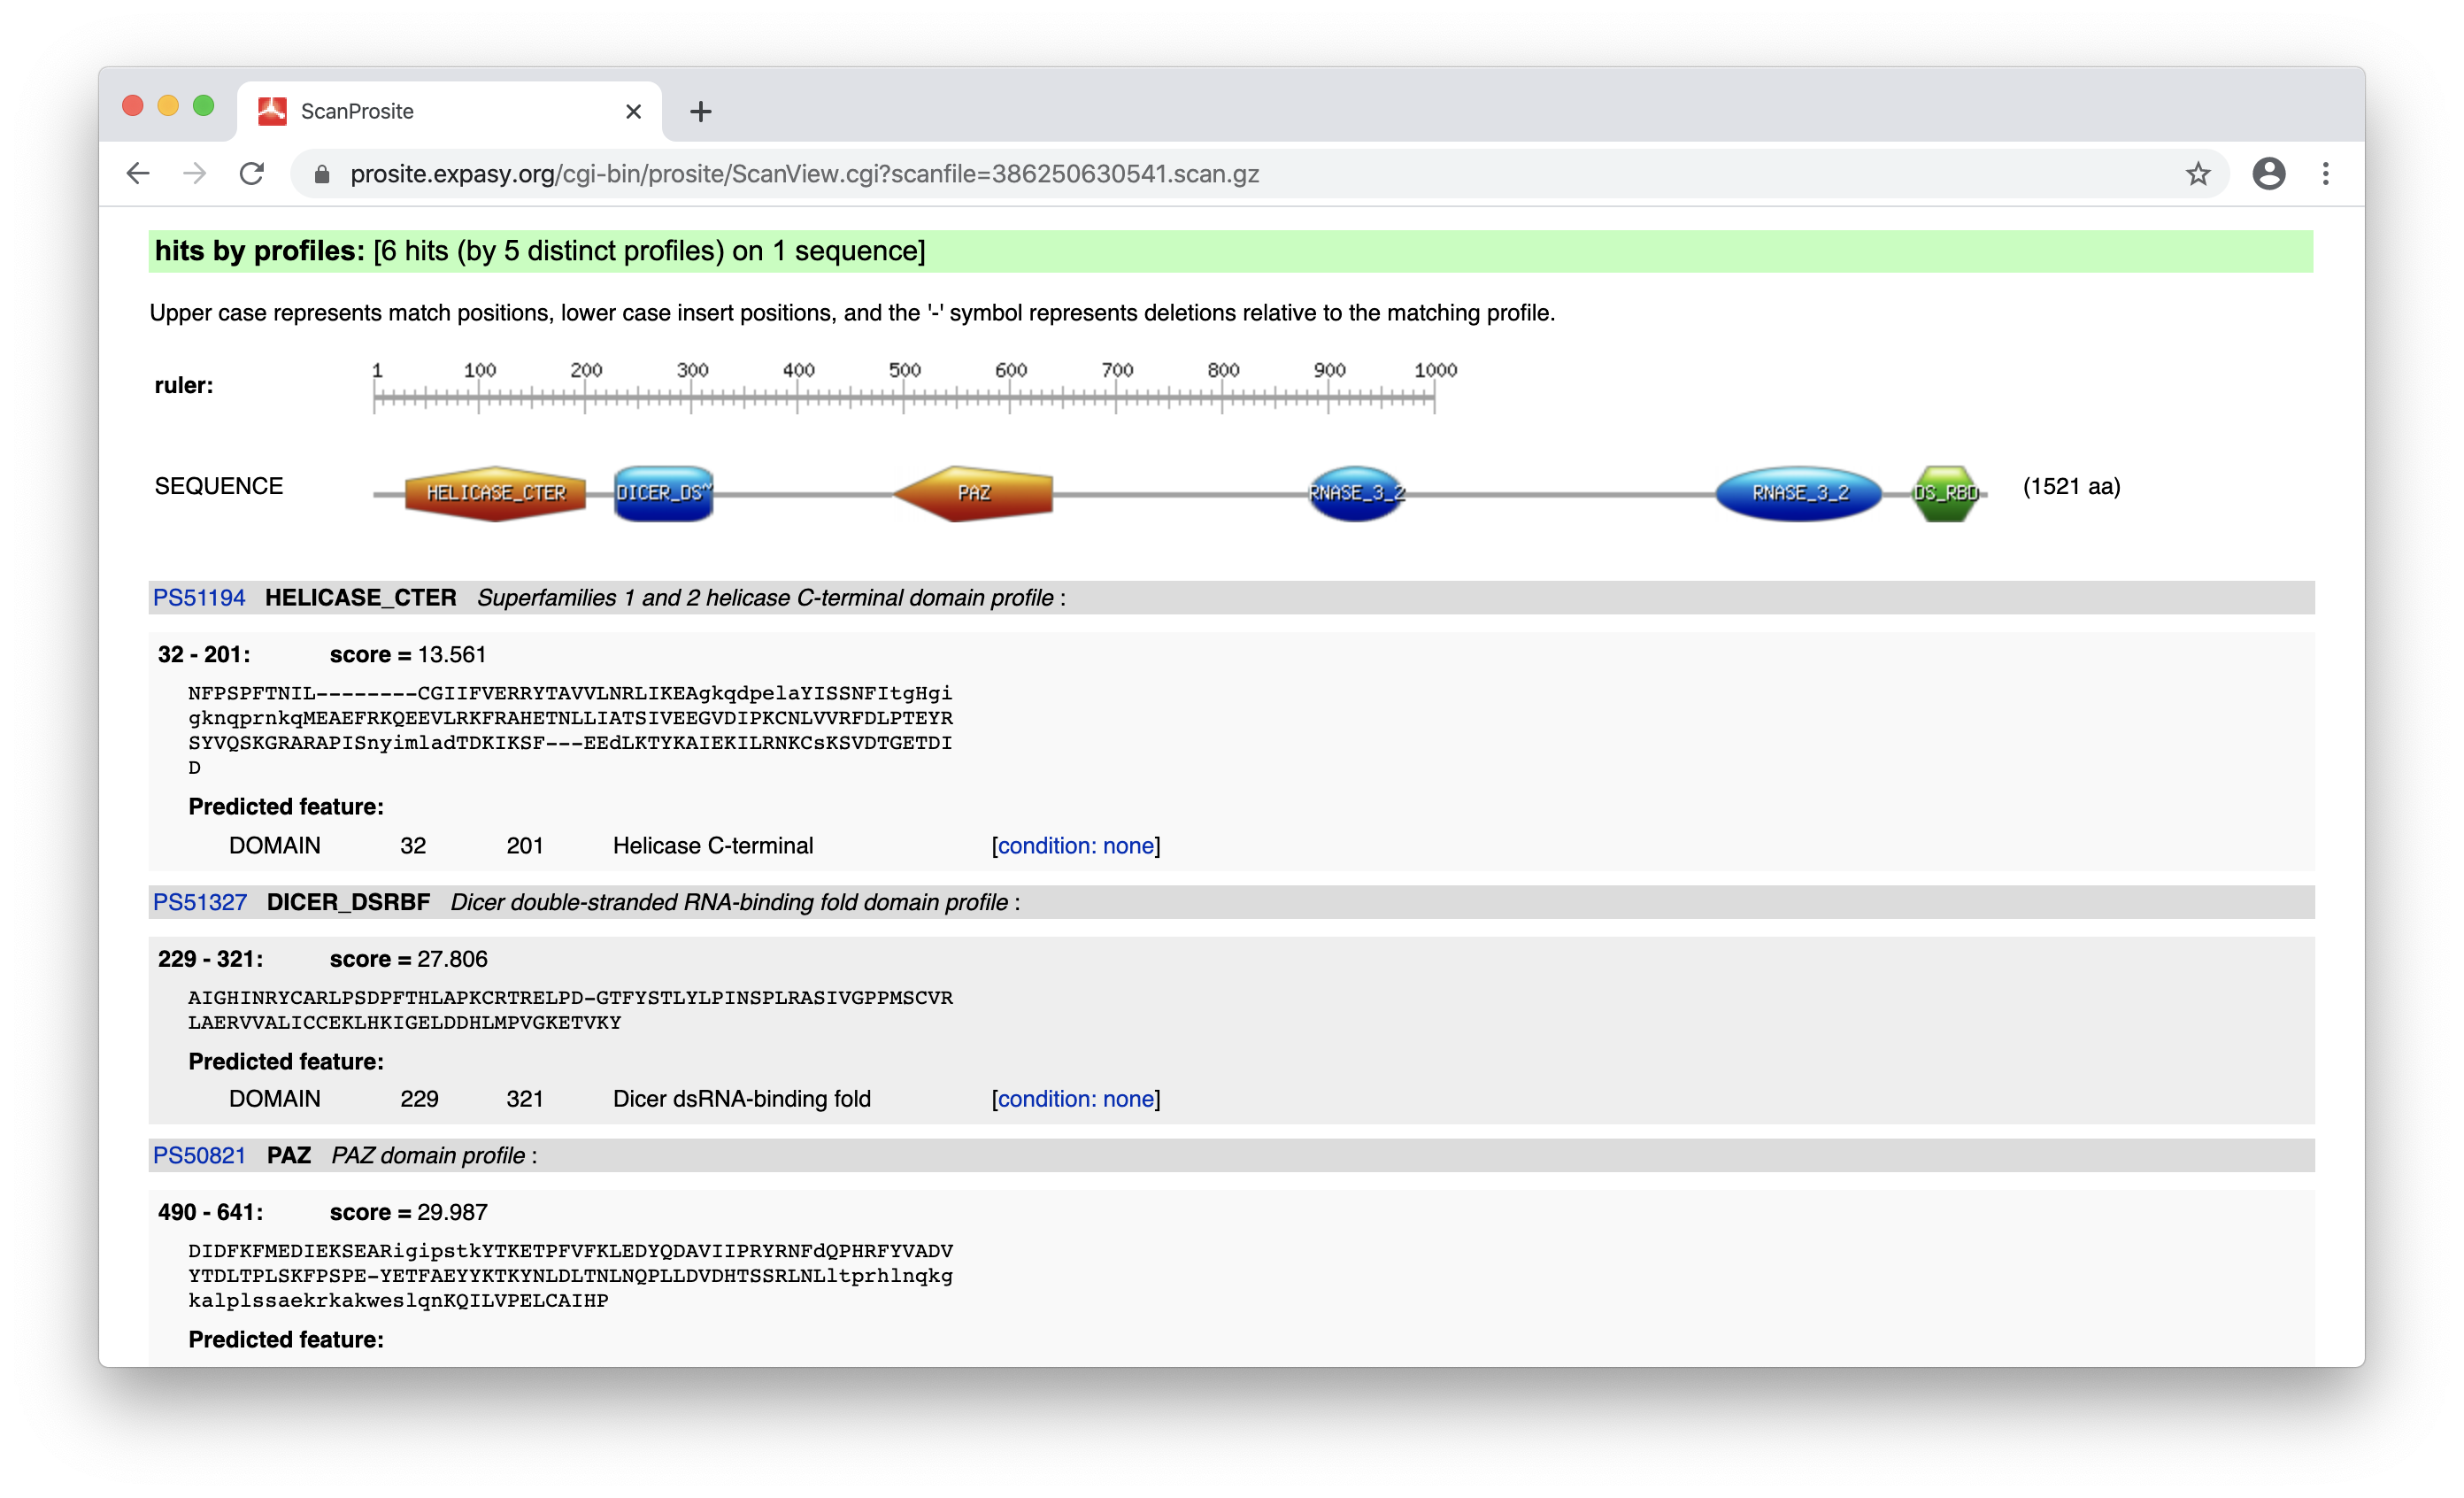 ScanProsite
prosite.expasy.org/cgi-bin/prosite/ScanView.cgi?scanfile=386250630541.scan.gz
hits by profiles: [6 hits (by 5 distinct profiles) on 1 sequence]
Upper case represents match positions, lower case insert positions, and the '-' symbol represents deletions relative to the matching profile.
ruler: 1 100 200 300 400 500 600 700 800 900 1000
SEQUENCE HELICASE_CTER DICER_DS~ PAZ RNASE_3_2 RNASE_3_2 DS_RBD (1521 aa)
PS51194 HELICASE_CTER Superfamilies 1 and 2 helicase C-terminal domain profile :
32 - 201: score = 13.561
NFPSPFTNIL--------CGIIFVERRYTAVVLNRLIKEAgkqdpelaYISSNFItgHgi
gknqprnkqMEAEFRKQEEVLRKFRAHETNLLIATSIVEEGVDIPKCNLVVRFDLPTEYR
SYVQSKGRARAPISnyimladTDKIKSF---EEdLKTYKAIEKILRNKCsKSVDTGETDI
D
Predicted feature:
DOMAIN 32 201 Helicase C-terminal [condition: none]
PS51327 DICER_DSRBF Dicer double-stranded RNA-binding fold domain profile :
229 - 321: score = 27.806
AIGHINRYCARLPSDPFTHLAPKCRTRELPD-GTFYSTLYLPINSPLRASIVGPPMSCVR
LAERVVALICCEKLHKIGELDDHLMPVGKETVKY
Predicted feature:
DOMAIN 229 321 Dicer dsRNA-binding fold [condition: none]
PS50821 PAZ PAZ domain profile :
490 - 641: score = 29.987
DIDFKFMEDIEKSEARigipstkYTKETPFVFKLEDYQDAVIIPRYRNFdQPHRFYVADV
YTDLTPLSKFPSPE-YETFAEYYKTKYNLDLTNLNQPLLDVDHTSSRLNLltprhlnqkg
kalplssaekrkakweslqnKQILVPELCAIHP
Predicted feature: